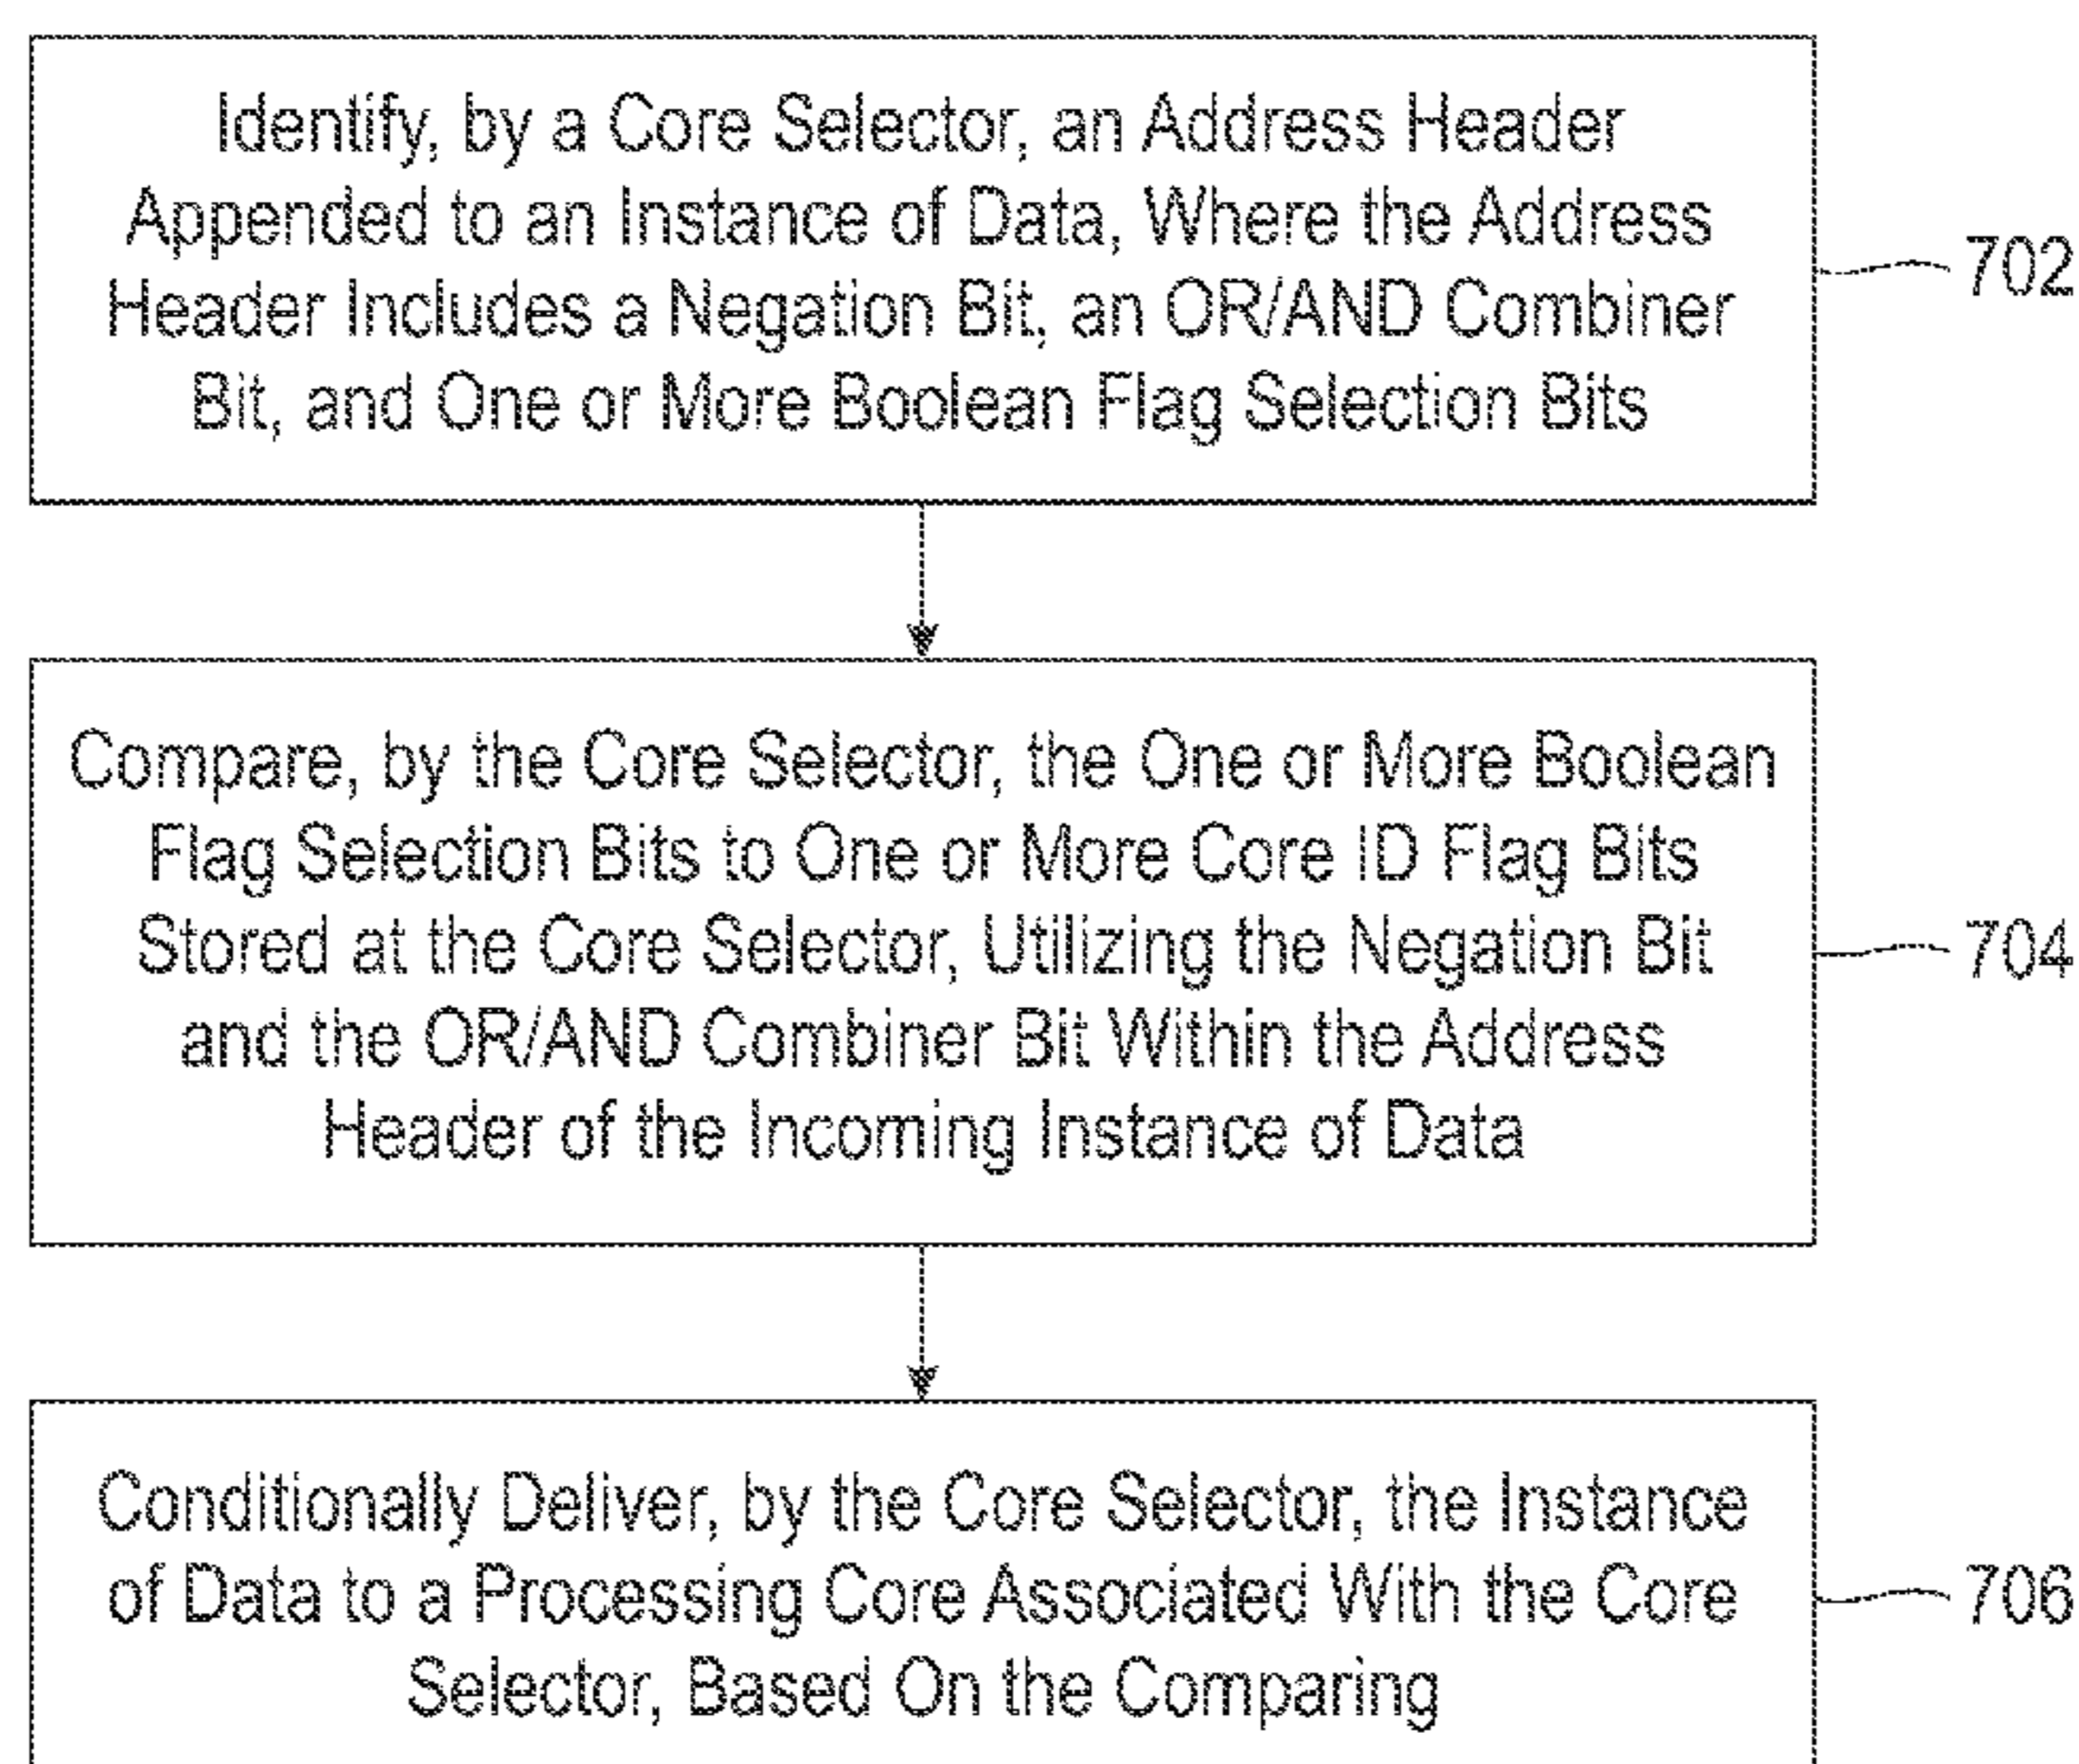 Identify, by a Core Selector, an Address Header
Appended to an Instance of Data, Where the Address
Header Includes a Negation Bit, an OR/AND Combiner
Bit, and One or More Boolean Flag Selection Bits
702
Compare, by the Core Selector, the One or More Boolean
Flag Selection Bits to One or More Core ID Flag Bits
Stored at the Core Selector, Utilizing the Negation Bit
and the OR/AND Combiner Bit Within the Address
Header of the Incoming Instance of Data
704
Conditionally Deliver, by the Core Selector, the Instance
of Data to a Processing Core Associated With the Core
Selector, Based On the Comparing
706